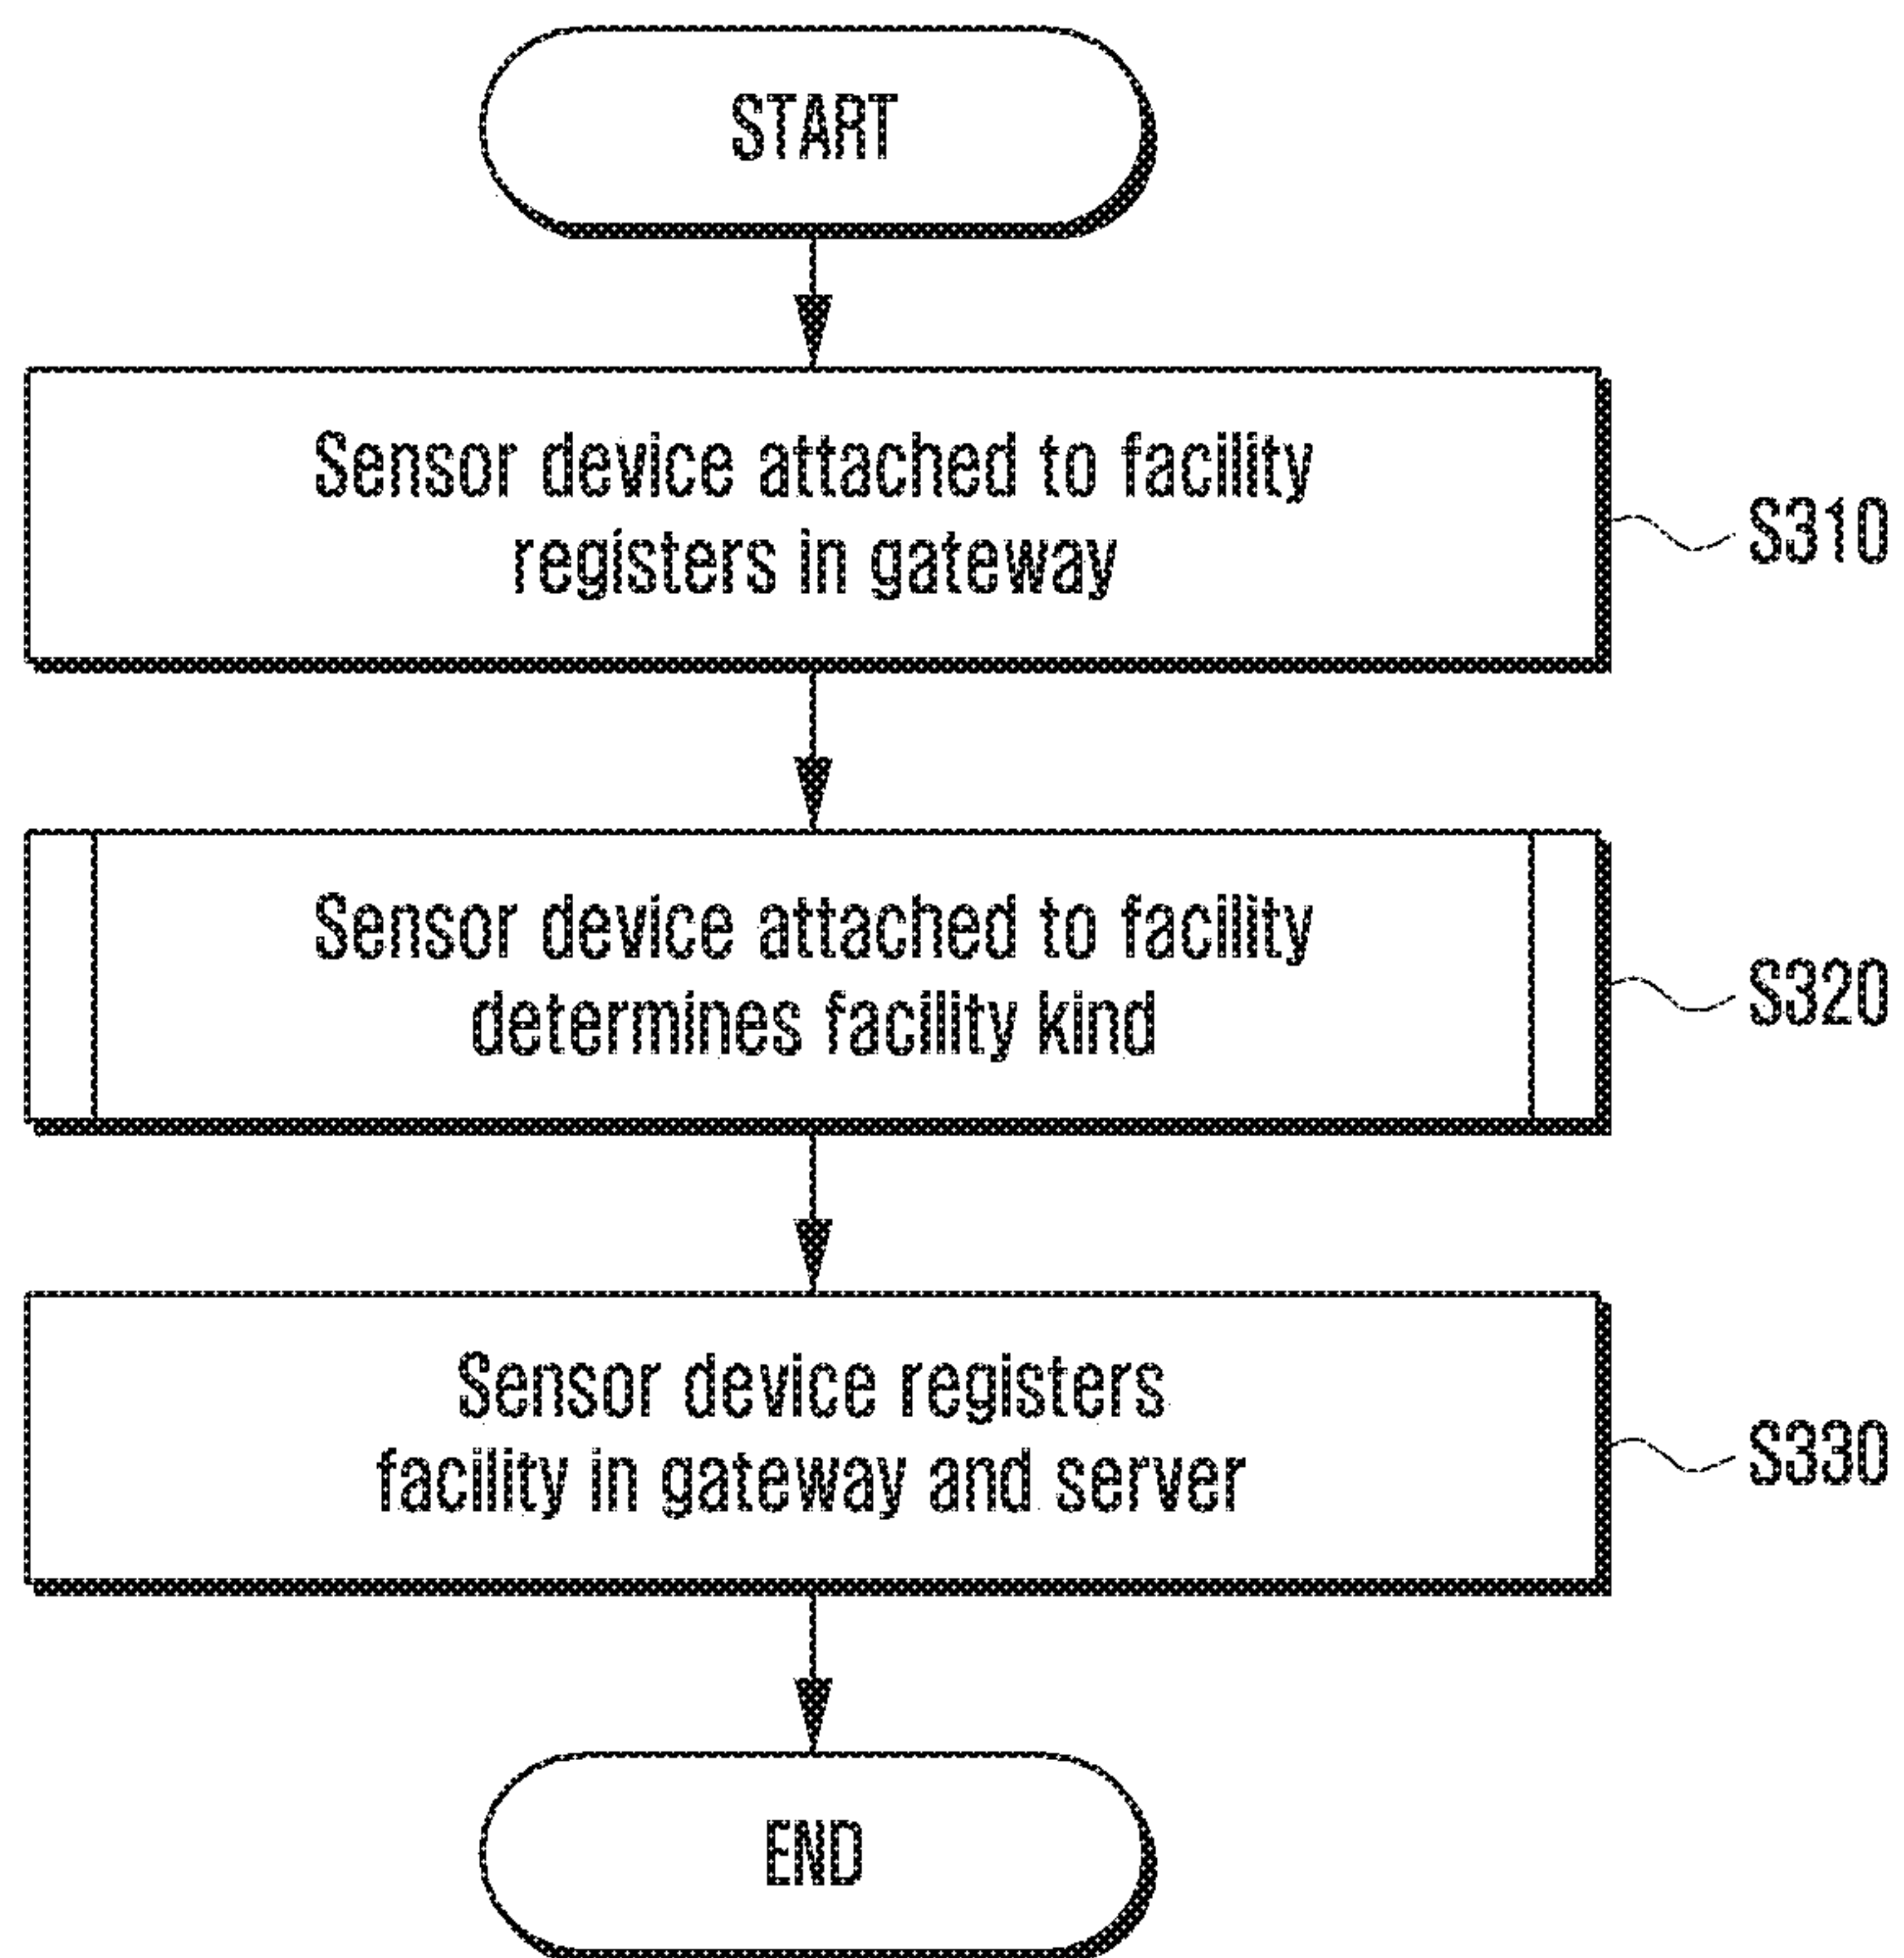 START
Sensor device attached to facility
registers in gateway
S310
Sensor device attached to facility
determines facility kind
S320
Sensor device registers
facility in gateway and server
S330
END